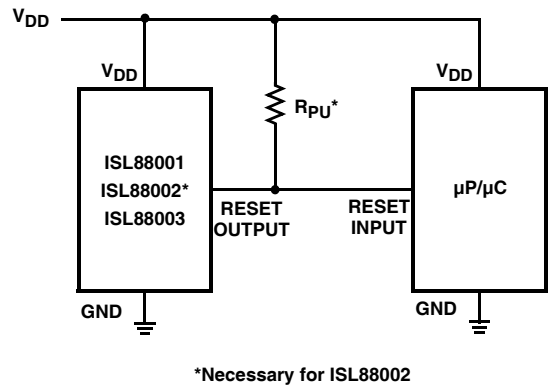 VDD
VDD
RPU*
VDD
ISL88001
ISL88002*
ISL88003
µP/µC
RESET
OUTPUT
RESET
INPUT
GND
GND
*Necessary for ISL88002